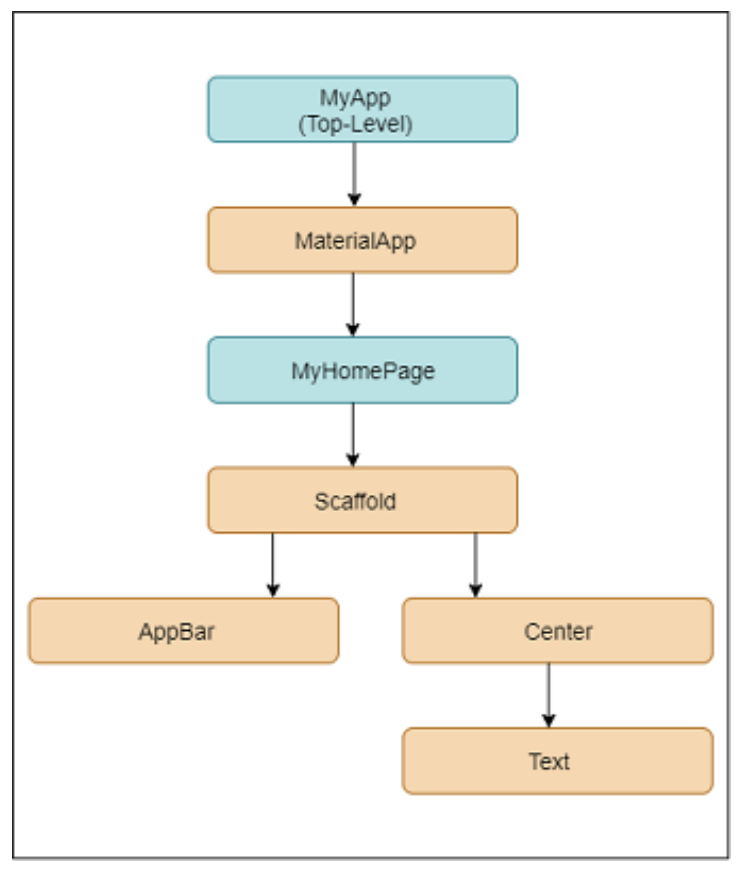 MyApp
(Top-Level)
MaterialApp
MyHomePage
Scaffold
AppBar
Center
Text